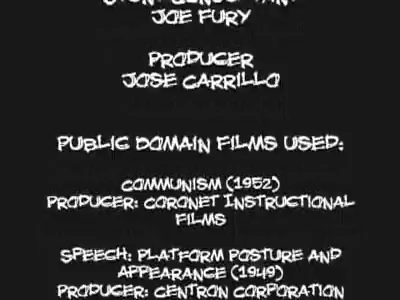 JOE FURY
PRODUCER
JOSE CARRILLO
PUBLIC DOMAIN FILMS USED:
COMMUNISM (1952)
PRODUCER: CORONET INSTRUCTIONAL
FILMS
SPEECH: PLATFORM POSTURE AND
APPEARANCE (1949)
PRODUCER: CENTRON CORPORATION